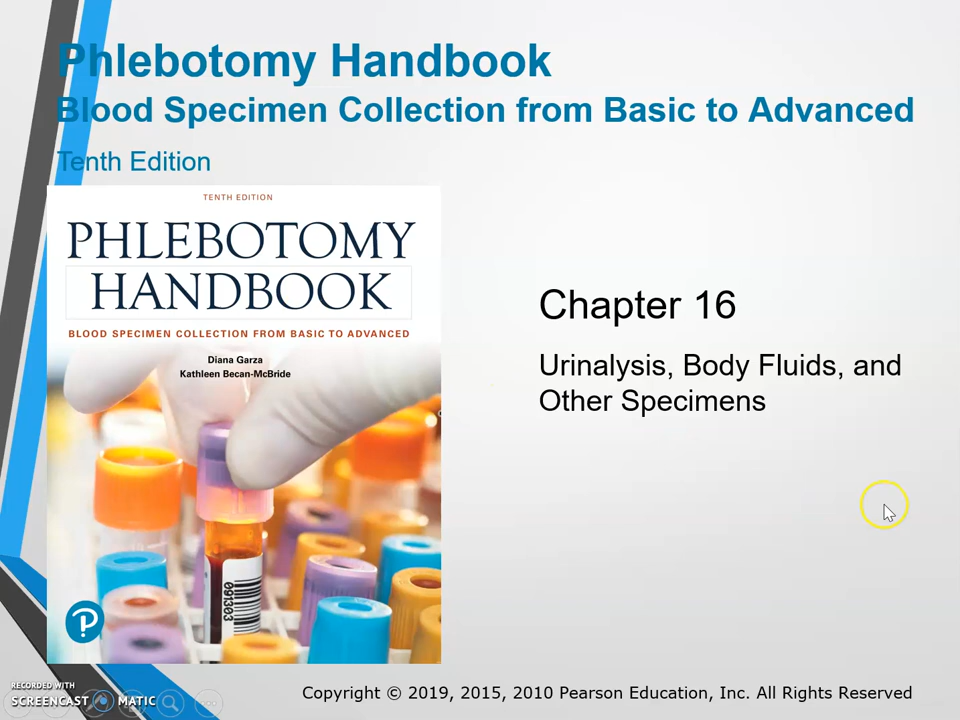 Phlebotomy Handbook
Blood Specimen Collection from Basic to Advanced
Tenth Edition
TENTH EDITION
PHLEBOTOMY
HANDBOOK
BLOOD SPECIMEN COLLECTION FROM BASIC TO ADVANCED
Diana Garza
Kathleen Becan-McBride
091303
P
Chapter 16
Urinalysis, Body Fluids, and
Other Specimens
RECORDED WITH
SCREENCAST MATIC
Copyright © 2019, 2015, 2010 Pearson Education, Inc. All Rights Reserved